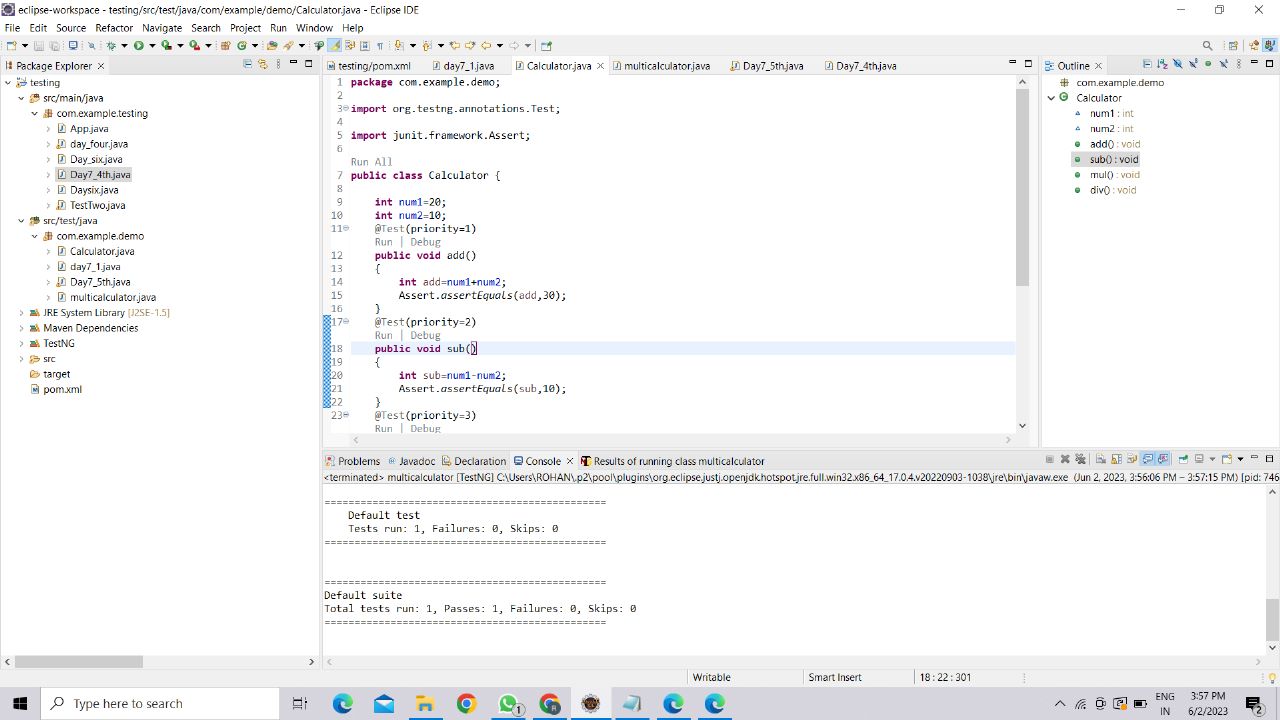 eclipse-workspace - testing/src/test/java/com/example/demo/Calculator.java - Eclipse IDE
File Edit Source Refactor Navigate Search Project Run Window Help
Package Explorer
testing/pom.xml day7_1.java Calculator.java multicalculator.java Day7_5th.java Day7_4th.java
Outline
testing
src/main/java
com.example.testing
App.java
day_four.java
Day_six.java
Day7_4th.java
Daysix.java
TestTwo.java
src/test/java
com.example.demo
Calculator.java
day7_1.java
Day7_5th.java
multicalculator.java
JRE System Library [J2SE-1.5]
Maven Dependencies
TestNG
src
target
pom.xml
1 package com.example.demo;
2
3 import org.testng.annotations.Test;
4
5 import junit.framework.Assert;
6
Run All
7 public class Calculator {
8
9 int num1=20;
10 int num2=10;
11 @Test(priority=1)
Run | Debug
12 public void add()
13 {
14 int add=num1+num2;
15 Assert.assertEquals(add,30);
16 }
17 @Test(priority=2)
Run | Debug
18 public void sub()
19 {
20 int sub=num1-num2;
21 Assert.assertEquals(sub,10);
22 }
23 @Test(priority=3)
Run | Debug
com.example.demo
Calculator
num1 : int
num2 : int
add() : void
sub() : void
mul() : void
div() : void
Problems Javadoc Declaration Console Results of running class multicalculator
<terminated> multicalculator [TestNG] C:\Users\ROHAN\.p2\pool\plugins\org.eclipse.justj.openjdk.hotspot.jre.full.win32.x86_64_17.0.4.v20220903-1038\jre\bin\javaw.exe (Jun 2, 2023, 3:56:06 PM – 3:57:15 PM) [pid: 746
===============================================
Default test
Tests run: 1, Failures: 0, Skips: 0
===============================================
===============================================
Default suite
Total tests run: 1, Passes: 1, Failures: 0, Skips: 0
===============================================
Writable Smart Insert 18 : 22 : 301
Type here to search
1
ENG
IN
3:57 PM
6/2/2023
2